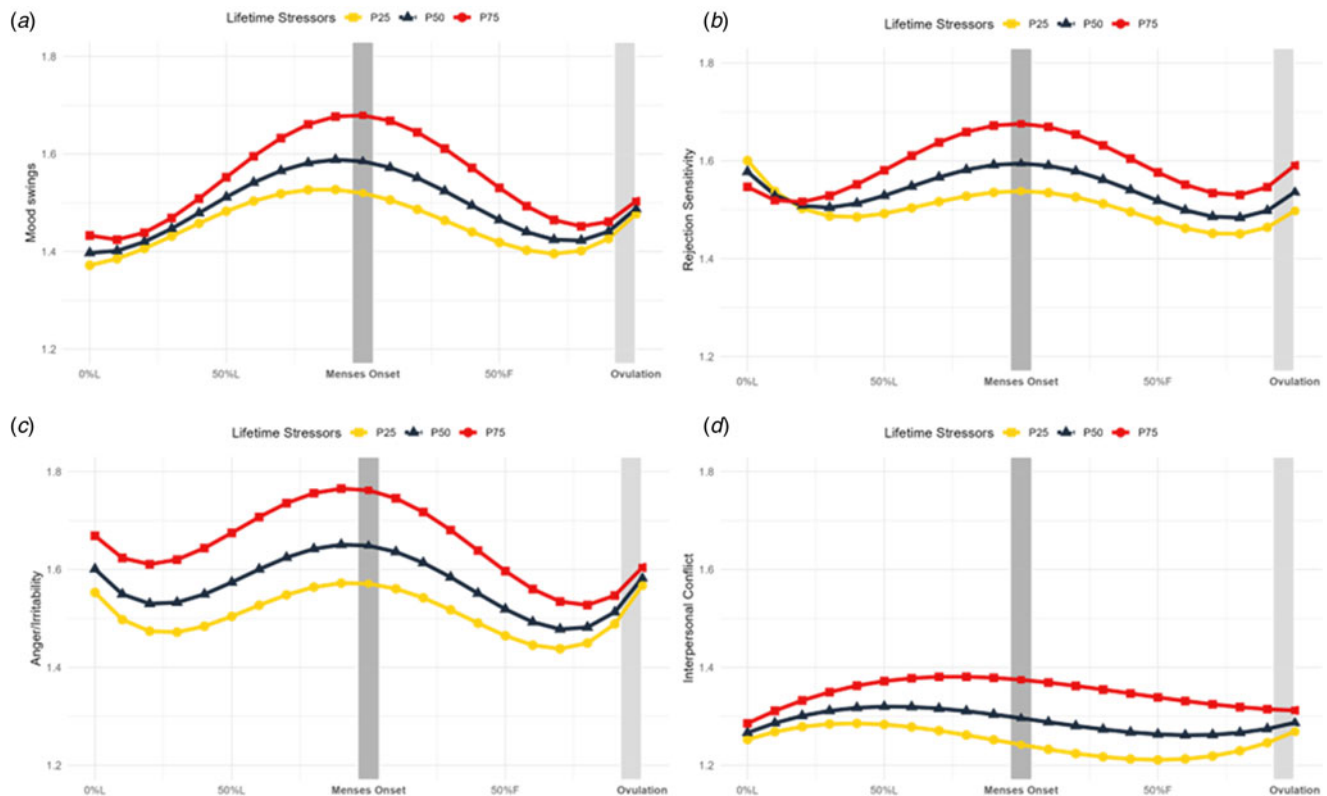 (a)
Lifetime Stressors P25 P50 P75
1.8
1.6
1.4
1.2
Mood swings
0%L 50%L Menses Onset 50%F Ovulation
(b)
Lifetime Stressors P25 P50 P75
1.8
1.6
1.4
1.2
Rejection Sensitivity
0%L 50%L Menses Onset 50%F Ovulation
(c)
Lifetime Stressors P25 P50 P75
1.8
1.6
1.4
1.2
Anger/Irritability
0%L 50%L Menses Onset 50%F Ovulation
(d)
Lifetime Stressors P25 P50 P75
1.8
1.6
1.4
1.2
Interpersonal Conflict
0%L 50%L Menses Onset 50%F Ovulation